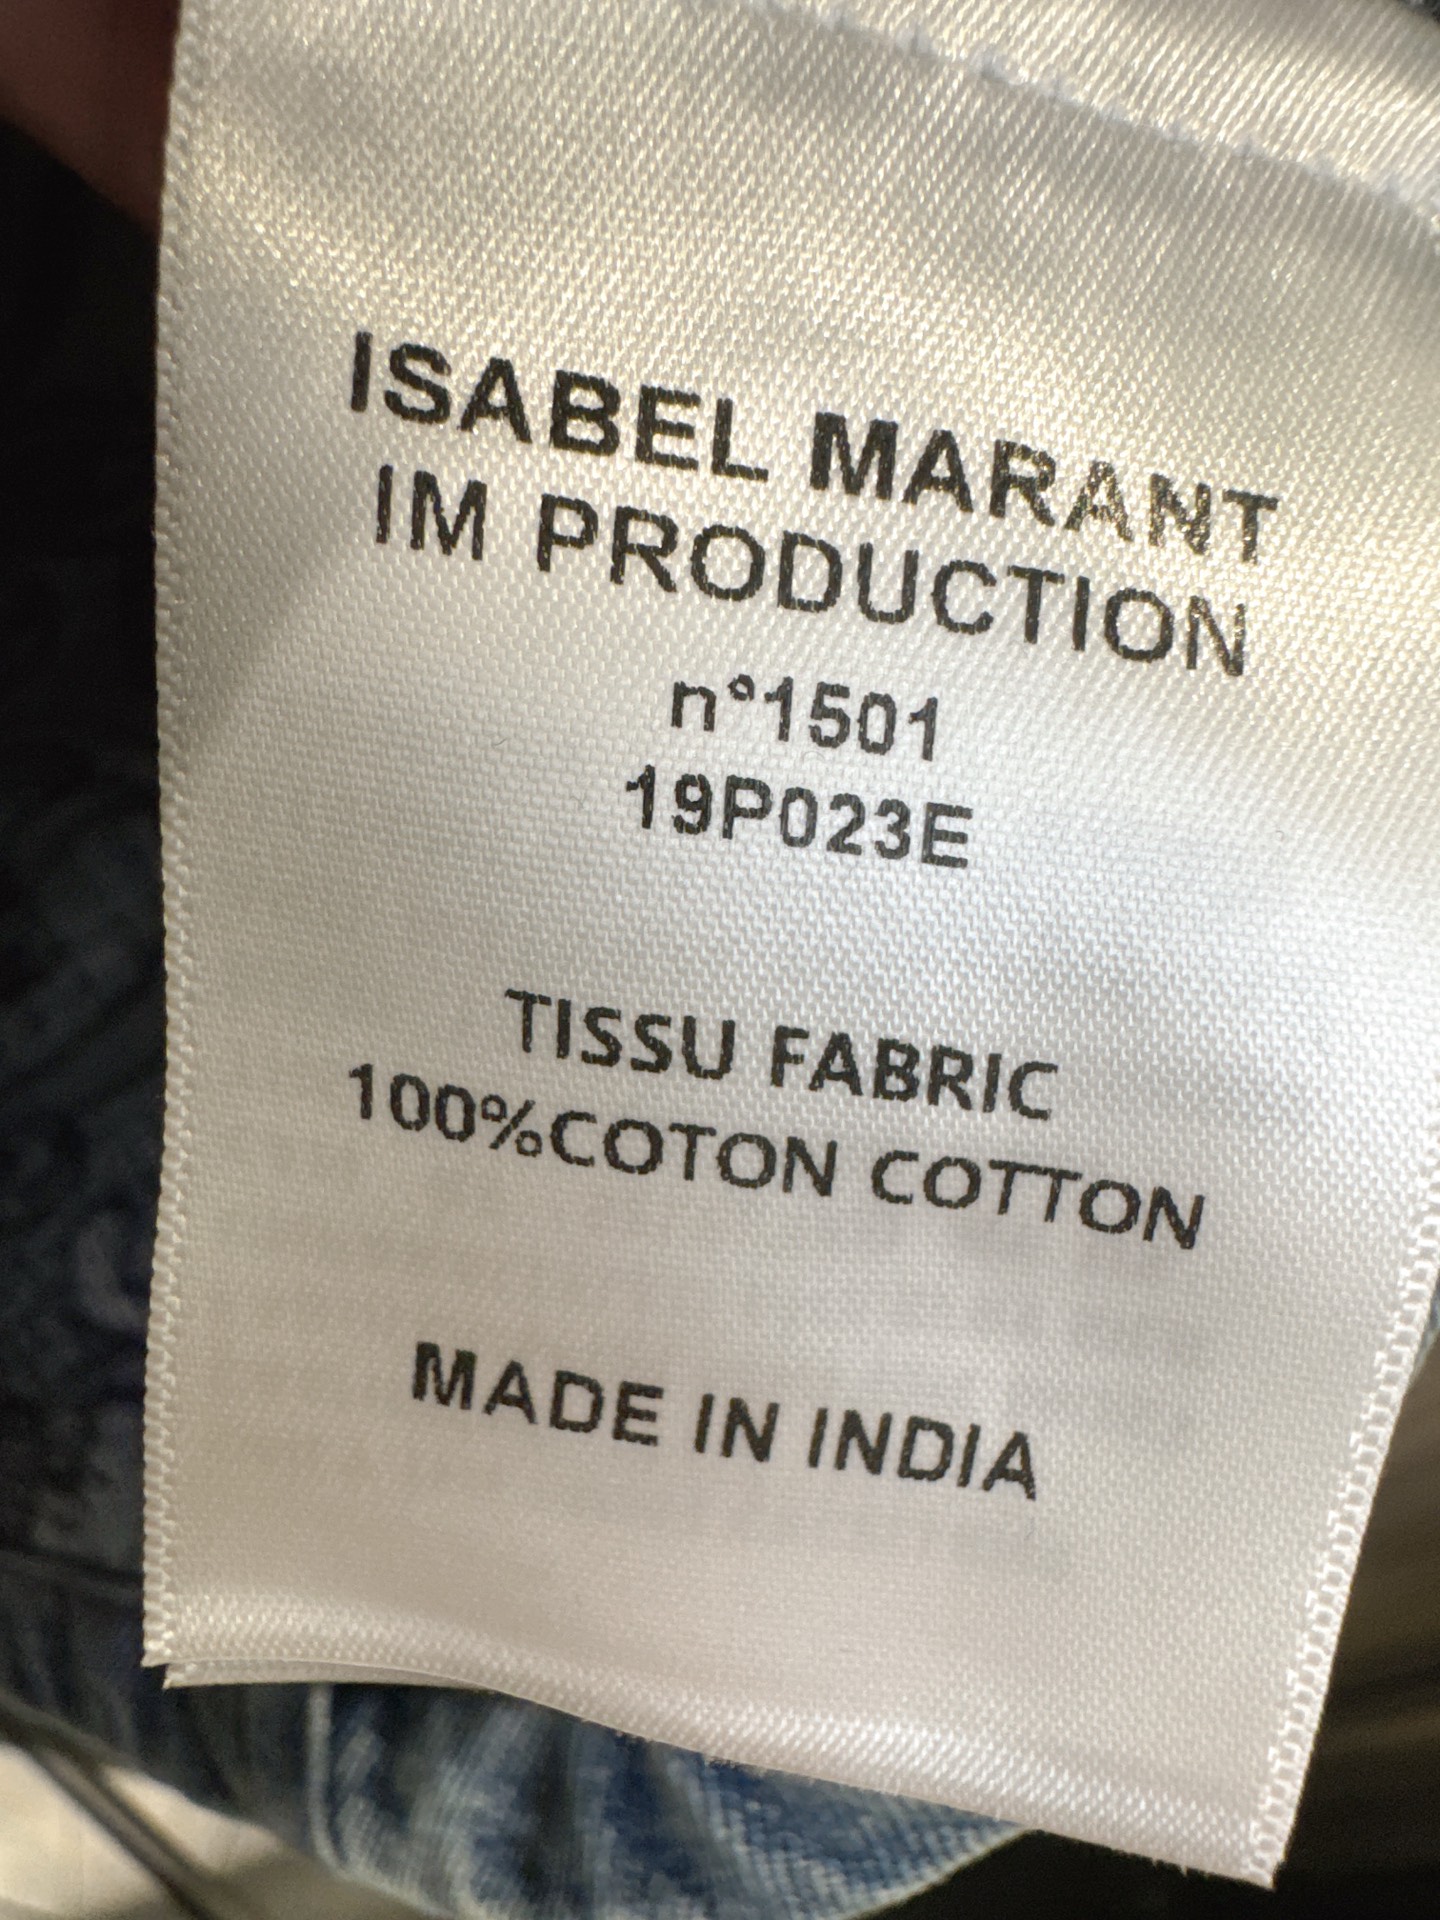 ISABEL MARANT
IM PRODUCTION
n°1501
19P023E
TISSU FABRIC
100%COTON COTTON
MADE IN INDIA